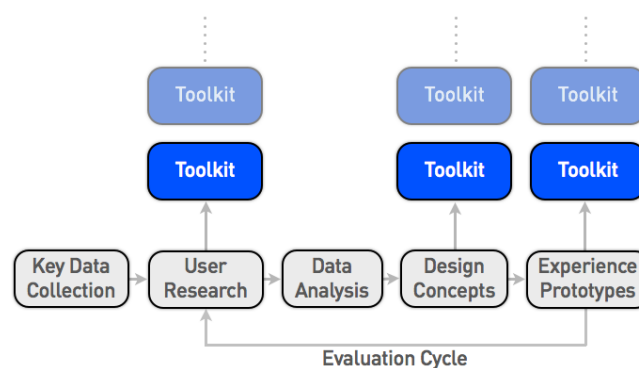 Toolkit
Toolkit
Toolkit
Toolkit
Toolkit
Toolkit
Key Data
Collection
User
Research
Data
Analysis
Design
Concepts
Experience
Prototypes
Evaluation Cycle